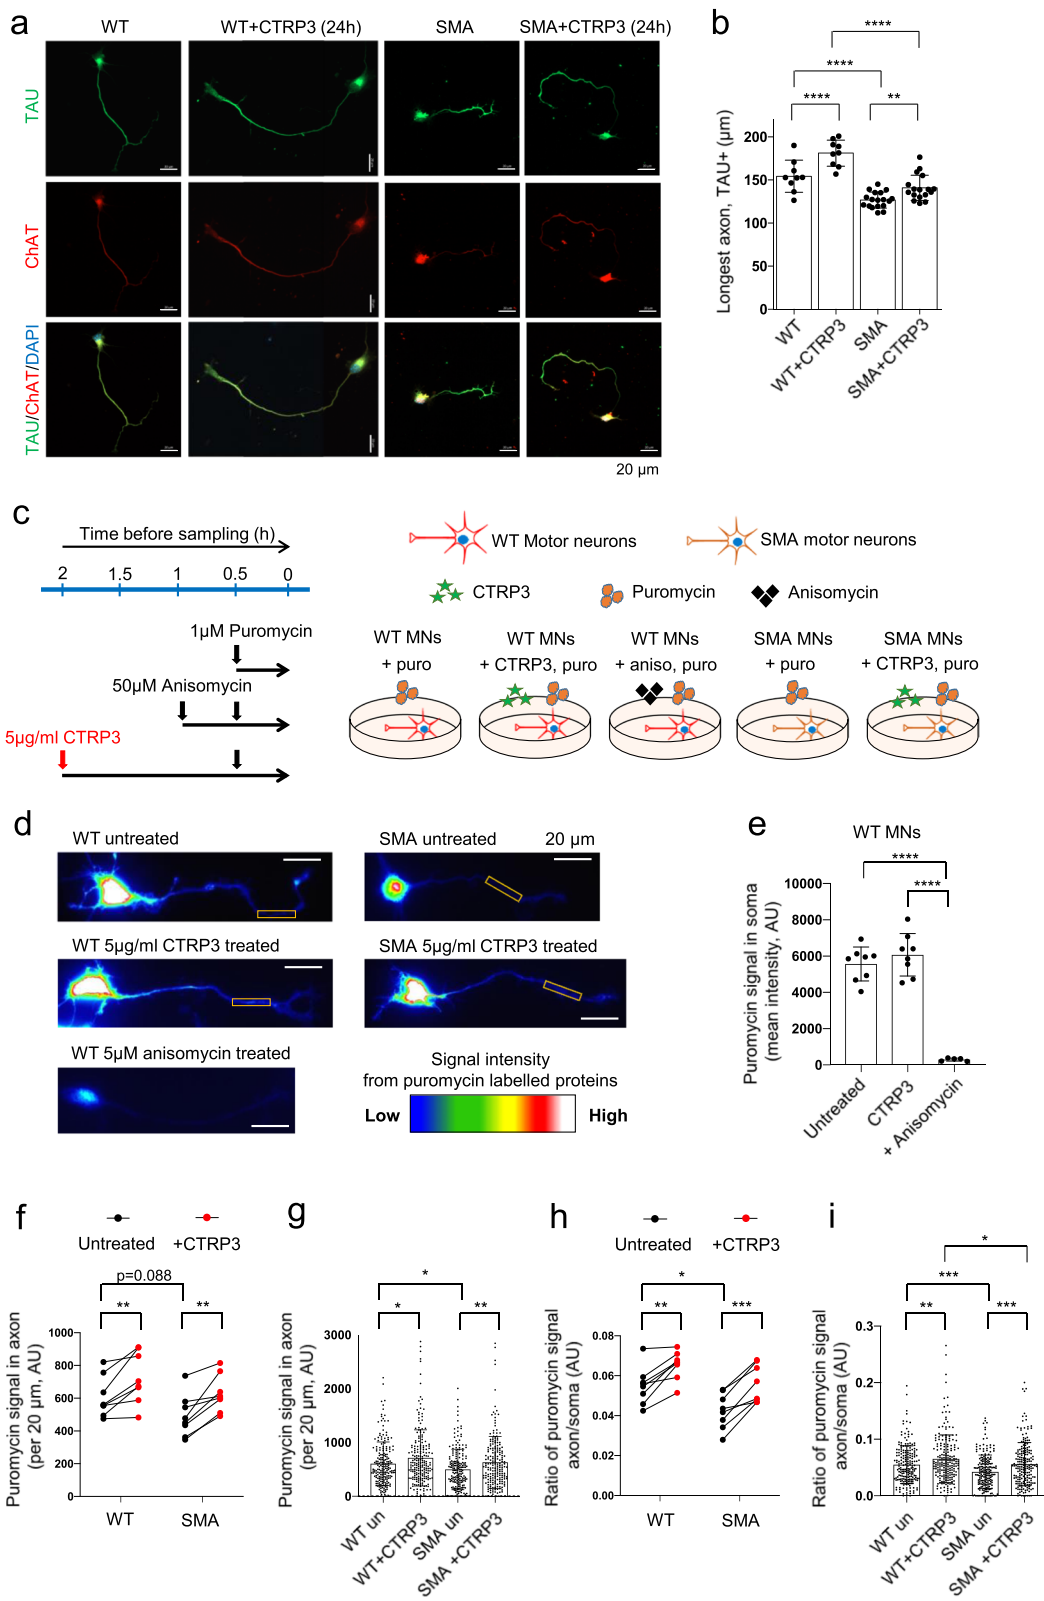 a
WT
WT+CTRP3 (24h)
SMA
SMA+CTRP3 (24h)
TAU
ChAT
TAU/ChAT/DAPI
20 µm
b
****
****
**** **
Longest axon, TAU+ (µm)
200
150
100
50
0
WT
WT+CTRP3
SMA
SMA+CTRP3
c
Time before sampling (h)
2 1.5 1 0.5 0
1µM Puromycin
50µM Anisomycin
5µg/ml CTRP3
WT Motor neurons
SMA motor neurons
CTRP3
Puromycin
Anisomycin
WT MNs
+ puro
WT MNs
+ CTRP3, puro
WT MNs
+ aniso, puro
SMA MNs
+ puro
SMA MNs
+ CTRP3, puro
d
WT untreated
SMA untreated
20 µm
WT 5µg/ml CTRP3 treated
SMA 5µg/ml CTRP3 treated
WT 5µM anisomycin treated
Signal intensity
from puromycin labelled proteins
Low
High
e
WT MNs
****
****
Puromycin signal in soma
(mean intensity, AU)
10000
8000
6000
4000
2000
0
Untreated
CTRP3
+ Anisomycin
f
Untreated
+CTRP3
p=0.088
** **
Puromycin signal in axon
(per 20 µm, AU)
1000
800
600
400
200
0
WT
SMA
g
*
* **
Puromycin signal in axon
(per 20 µm, AU)
3000
2000
1000
0
WT un
WT+CTRP3
SMA un
SMA +CTRP3
h
Untreated
+CTRP3
*
** ***
Ratio of puromycin signal
axon/soma (AU)
0.08
0.06
0.04
0.02
0.00
WT
SMA
i
*
***
** ***
Ratio of puromycin signal
axon/soma (AU)
0.3
0.2
0.1
0.0
WT un
WT+CTRP3
SMA un
SMA +CTRP3